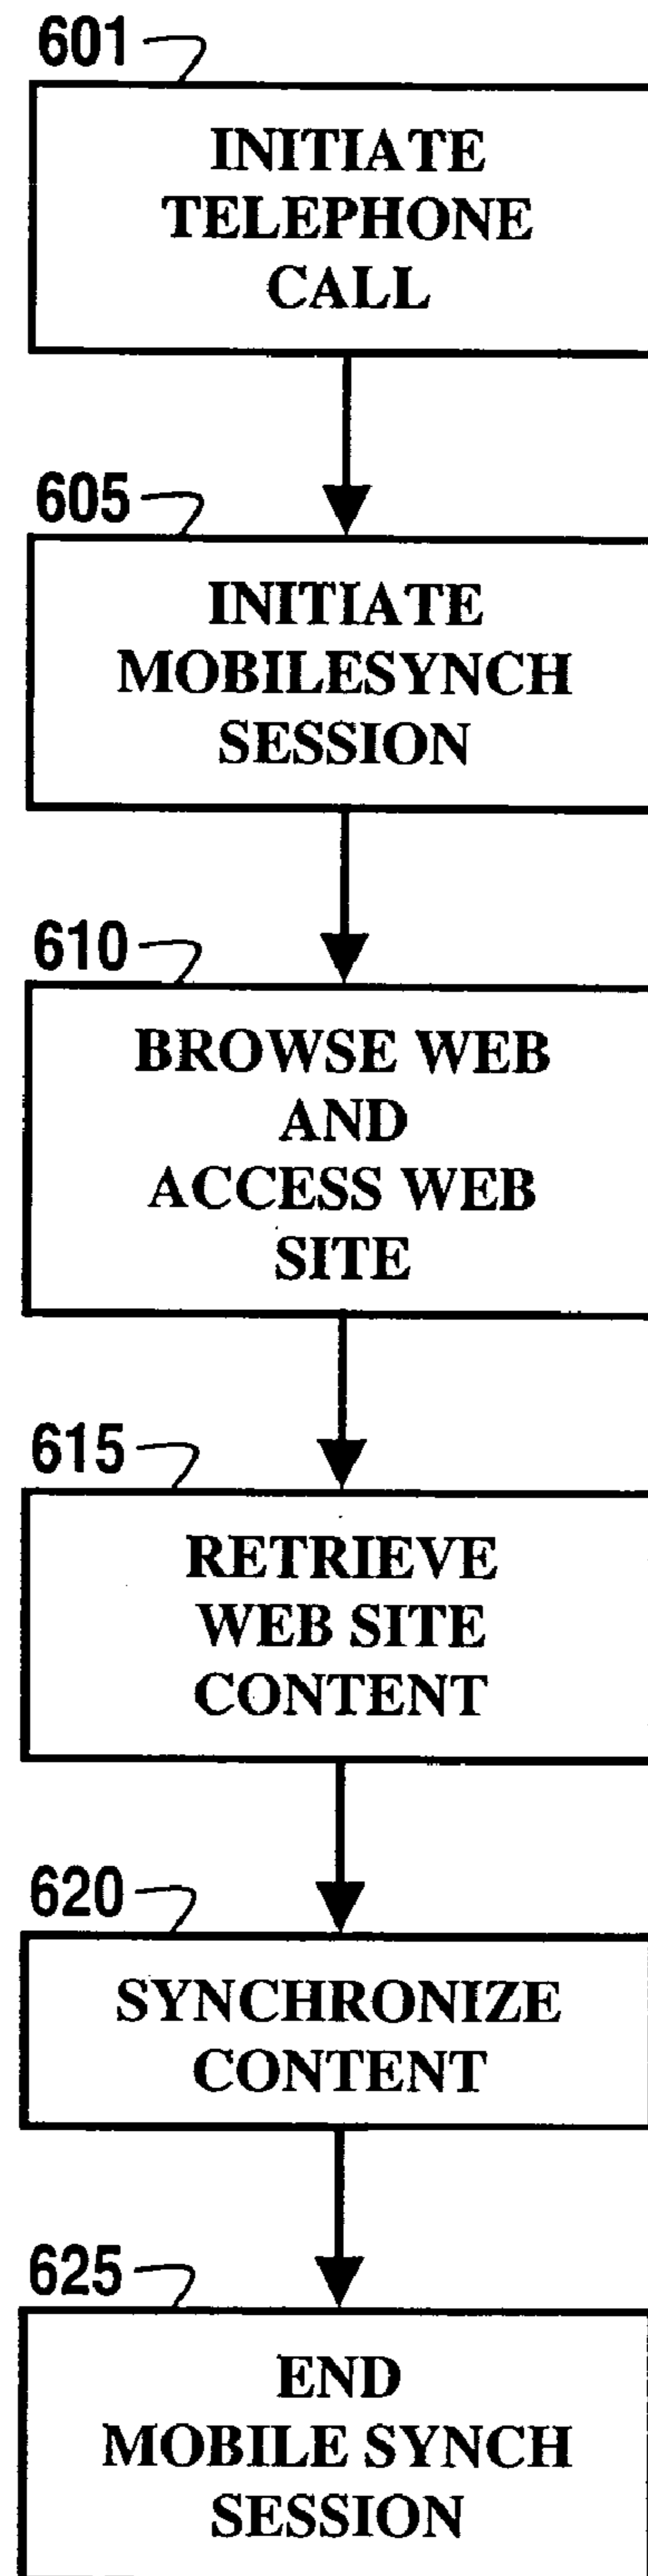 601
INITIATE
TELEPHONE
CALL
605
INITIATE
MOBILESYNCH
SESSION
610
BROWSE WEB
AND
ACCESS WEB
SITE
615
RETRIEVE
WEB SITE
CONTENT
620
SYNCHRONIZE
CONTENT
625
END
MOBILE SYNCH
SESSION